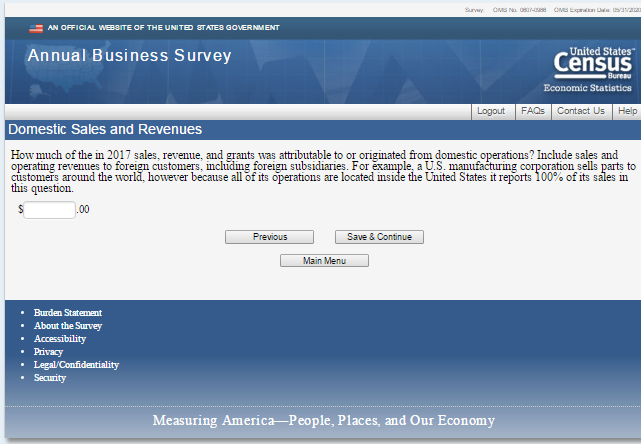 Survey: OMB No. 0607-0986 OMB Expiration Date: 05/31/2020
AN OFFICIAL WEBSITE OF THE UNITED STATES GOVERNMENT
Annual Business Survey
United States™
Census
Bureau
Economic Statistics
Logout FAQs Contact Us Help
Domestic Sales and Revenues
How much of the in 2017 sales, revenue, and grants was attributable to or originated from domestic operations? Include sales and
operating revenues to foreign customers, including foreign subsidiaries. For example, a U.S. manufacturing corporation sells parts to
customers around the world, however because all of its operations are located inside the United States it reports 100% of its sales in
this question.
$ .00
Previous Save & Continue
Main Menu
• Burden Statement
• About the Survey
• Accessibility
• Privacy
• Legal/Confidentiality
• Security
Measuring America—People, Places, and Our Economy